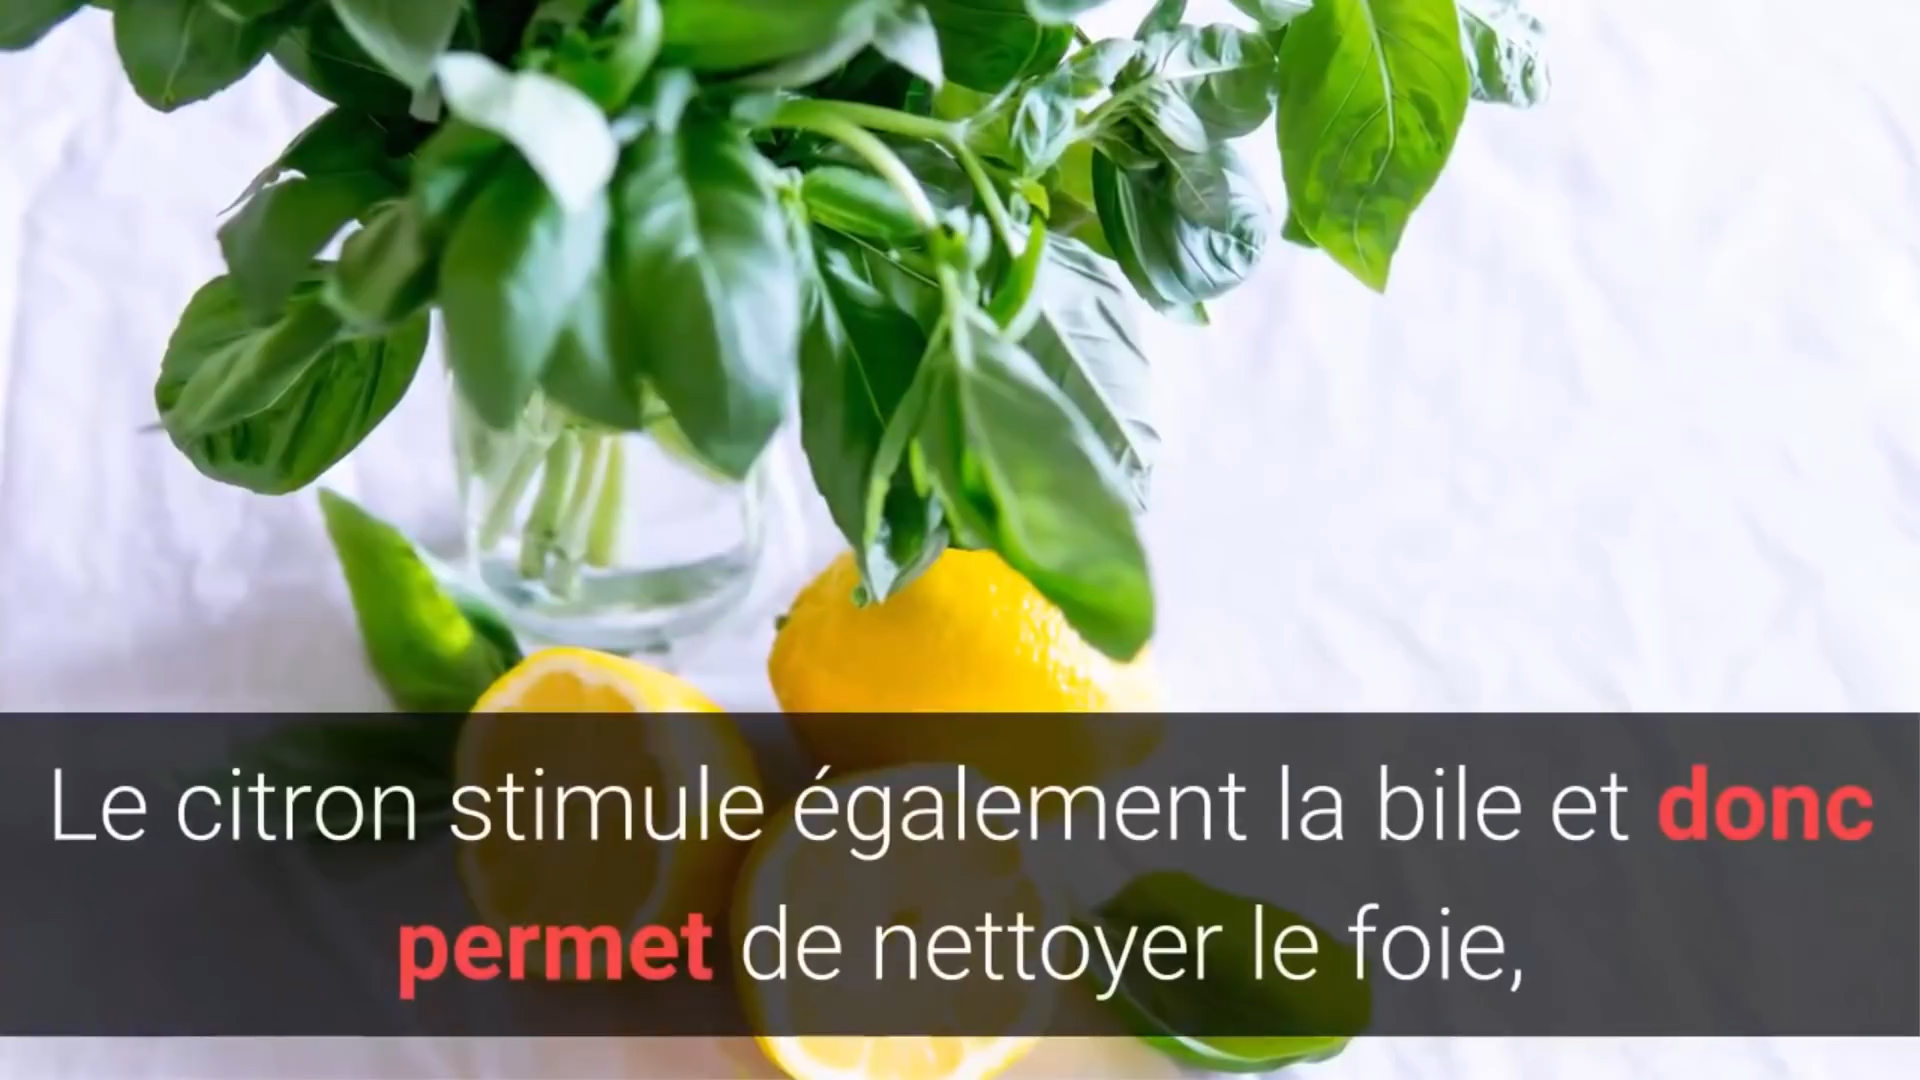 Le citron stimule également la bile et donc
permet de nettoyer le foie,